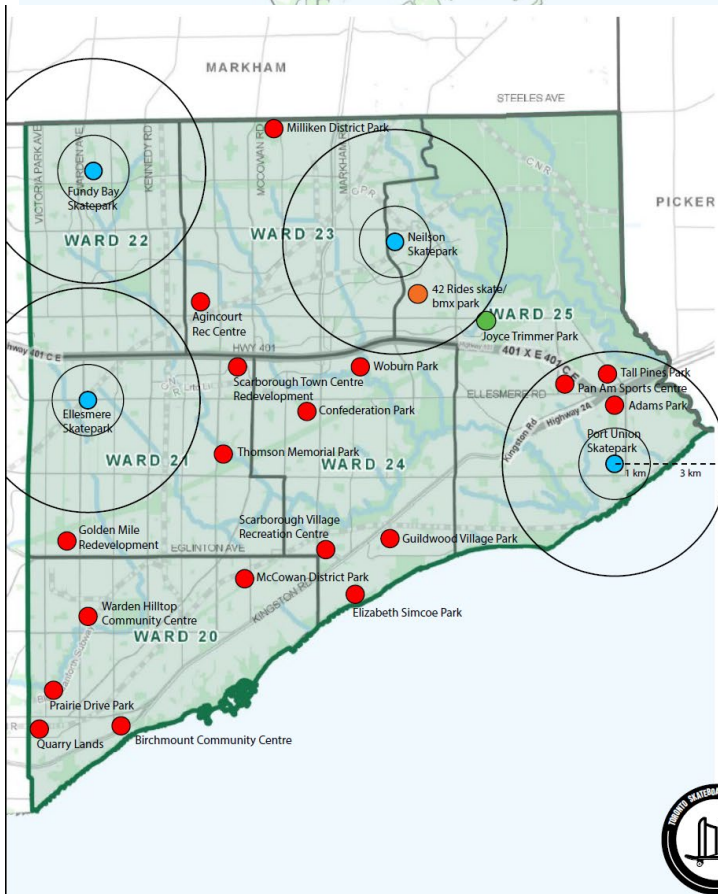 MARKHAM
STEELES AVE
Milliken District Park
VICTORIA PARK AVE
WARDEN AVE
KENNEDY RD
MCCOWAN RD
MARKHAM RD
C N R
C P R
PICKER
Fundy Bay
Skatepark
WARD 22
WARD 23
Neilson
Skatepark
42 Rides skate/
bmx park
WARD 25
Joyce Trimmer Park
Agincourt
Rec Centre
HWY 401
Highway 401 C E
401 X E 401 C E
Scarborough Town Centre
Redevelopment
Woburn Park
Tall Pines Park
Pan Am Sports Centre
ELLESMERE RD
Adams Park
Highway 2A
Kingston Rd
Ellesmere
Skatepark
Confederation Park
Port Union
Skatepark
WARD 21
Thomson Memorial Park
WARD 24
1 km
3 km
Golden Mile
Redevelopment
EGLINTON AVE
Scarborough Village
Recreation Centre
Guildwood Village Park
McCowan District Park
KINGSTON RD
Elizabeth Simcoe Park
Warden Hilltop
Community Centre
WARD 20
Prairie Drive Park
Quarry Lands
Birchmount Community Centre
TORONTO SKATEBOA